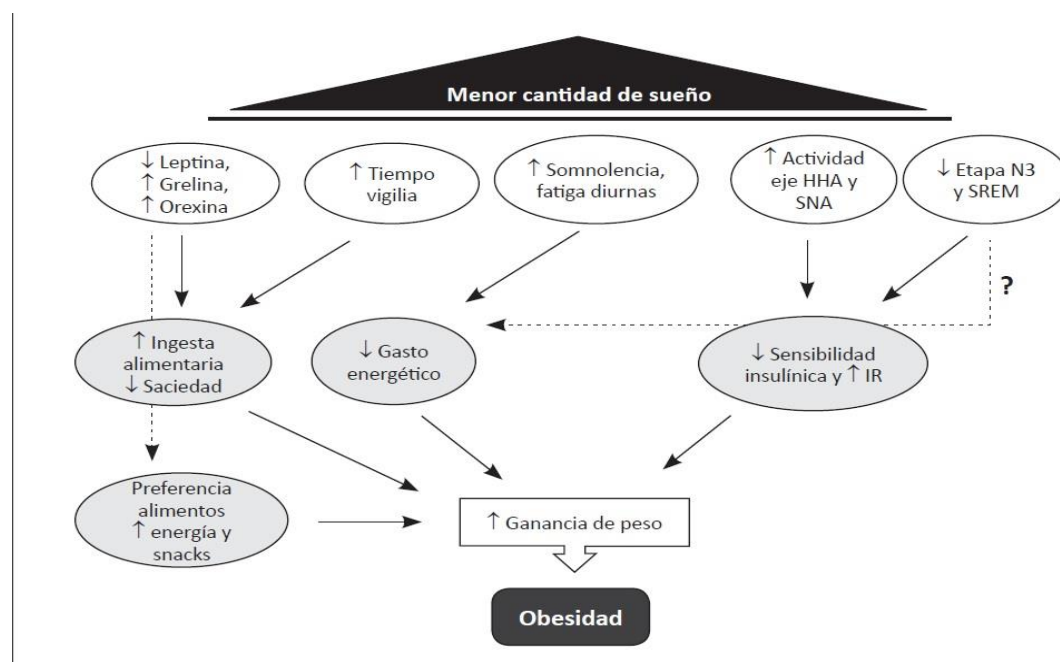 Menor cantidad de sueño
↓ Leptina,
↑ Grelina,
↑ Orexina
↑ Tiempo
vigilia
↑ Somnolencia,
fatiga diurnas
↑ Actividad
eje HHA y
SNA
↓ Etapa N3
y SREM
?
↑ Ingesta
alimentaria
↓ Saciedad
↓ Gasto
energético
↓ Sensibilidad
insulínica y ↑ IR
Preferencia
alimentos
↑ energía y
snacks
↑ Ganancia de peso
Obesidad